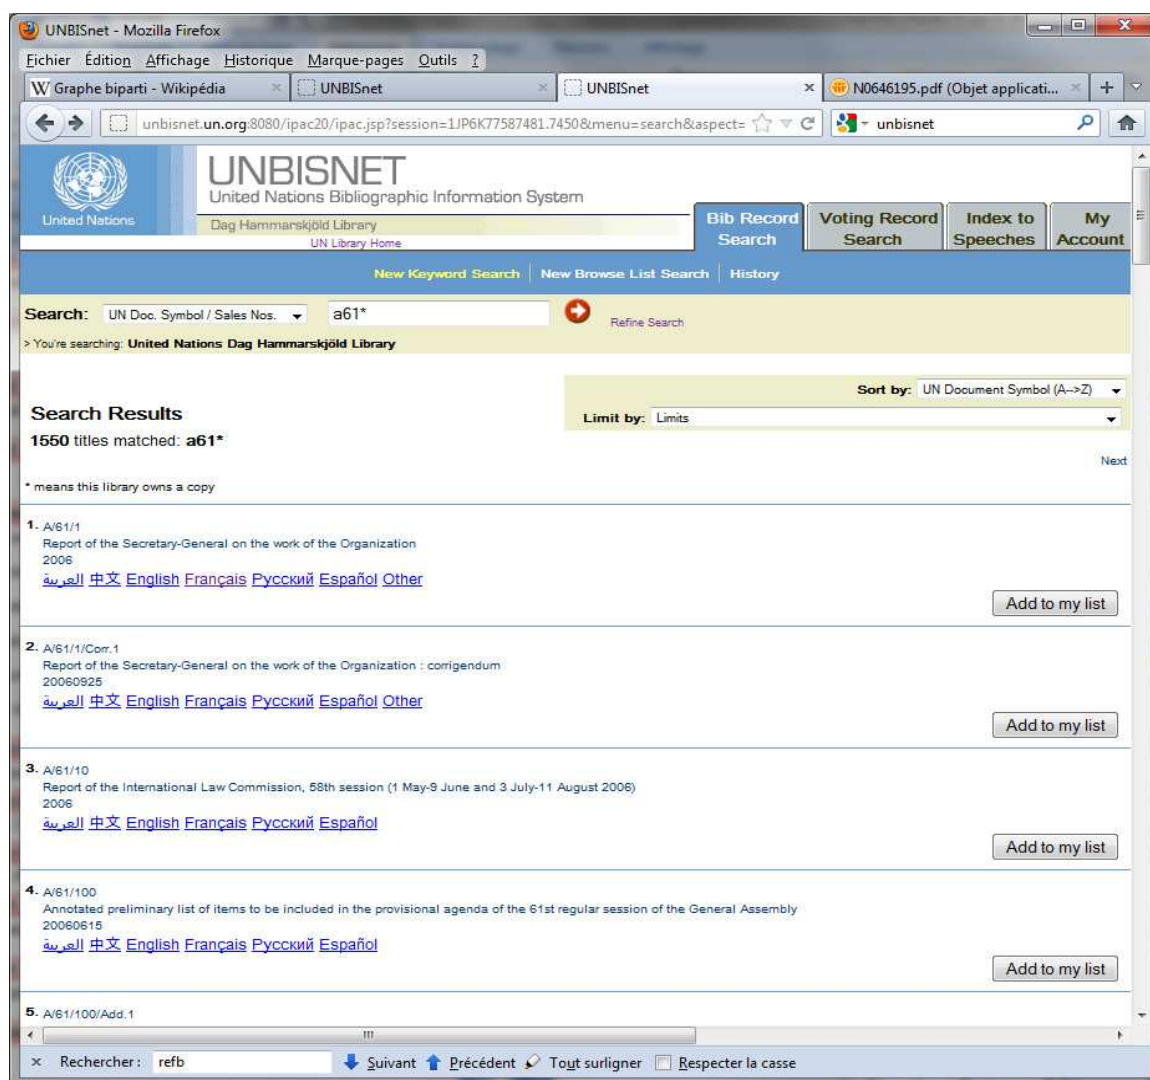 UNBISnet - Mozilla Firefox
Fichier Édition Affichage Historique Marque-pages Outils ?
W Graphe biparti - Wikipédia × UNBISnet × UNBISnet × N0646195.pdf (Objet applicati... × +
unbisnet.un.org:8080/ipac20/ipac.jsp?session=1JP6K77587481.7450&menu=search&aspect= unbisnet
UNBISNET
United Nations Bibliographic Information System
United Nations
Dag Hammarskjöld Library
UN Library Home
Bib Record Search
Voting Record Search
Index to Speeches
My Account
New Keyword Search New Browse List Search History
Search: UN Doc. Symbol / Sales Nos. a61* Refine Search
> You're searching: United Nations Dag Hammarskjöld Library
Sort by: UN Document Symbol (A-->Z)
Search Results
Limit by: Limits
1550 titles matched: a61*
Next
* means this library owns a copy
1. A/61/1
Report of the Secretary-General on the work of the Organization
2006
العربية 中文 English Français Русский Español Other
Add to my list
2. A/61/1/Corr.1
Report of the Secretary-General on the work of the Organization : corrigendum
20060925
العربية 中文 English Français Русский Español Other
Add to my list
3. A/61/10
Report of the International Law Commission, 58th session (1 May-9 June and 3 July-11 August 2006)
2006
العربية 中文 English Français Русский Español
Add to my list
4. A/61/100
Annotated preliminary list of items to be included in the provisional agenda of the 61st regular session of the General Assembly
20060615
العربية 中文 English Français Русский Español
Add to my list
5. A/61/100/Add.1
× Rechercher : refb Suivant Précédent Tout surligner Respecter la casse